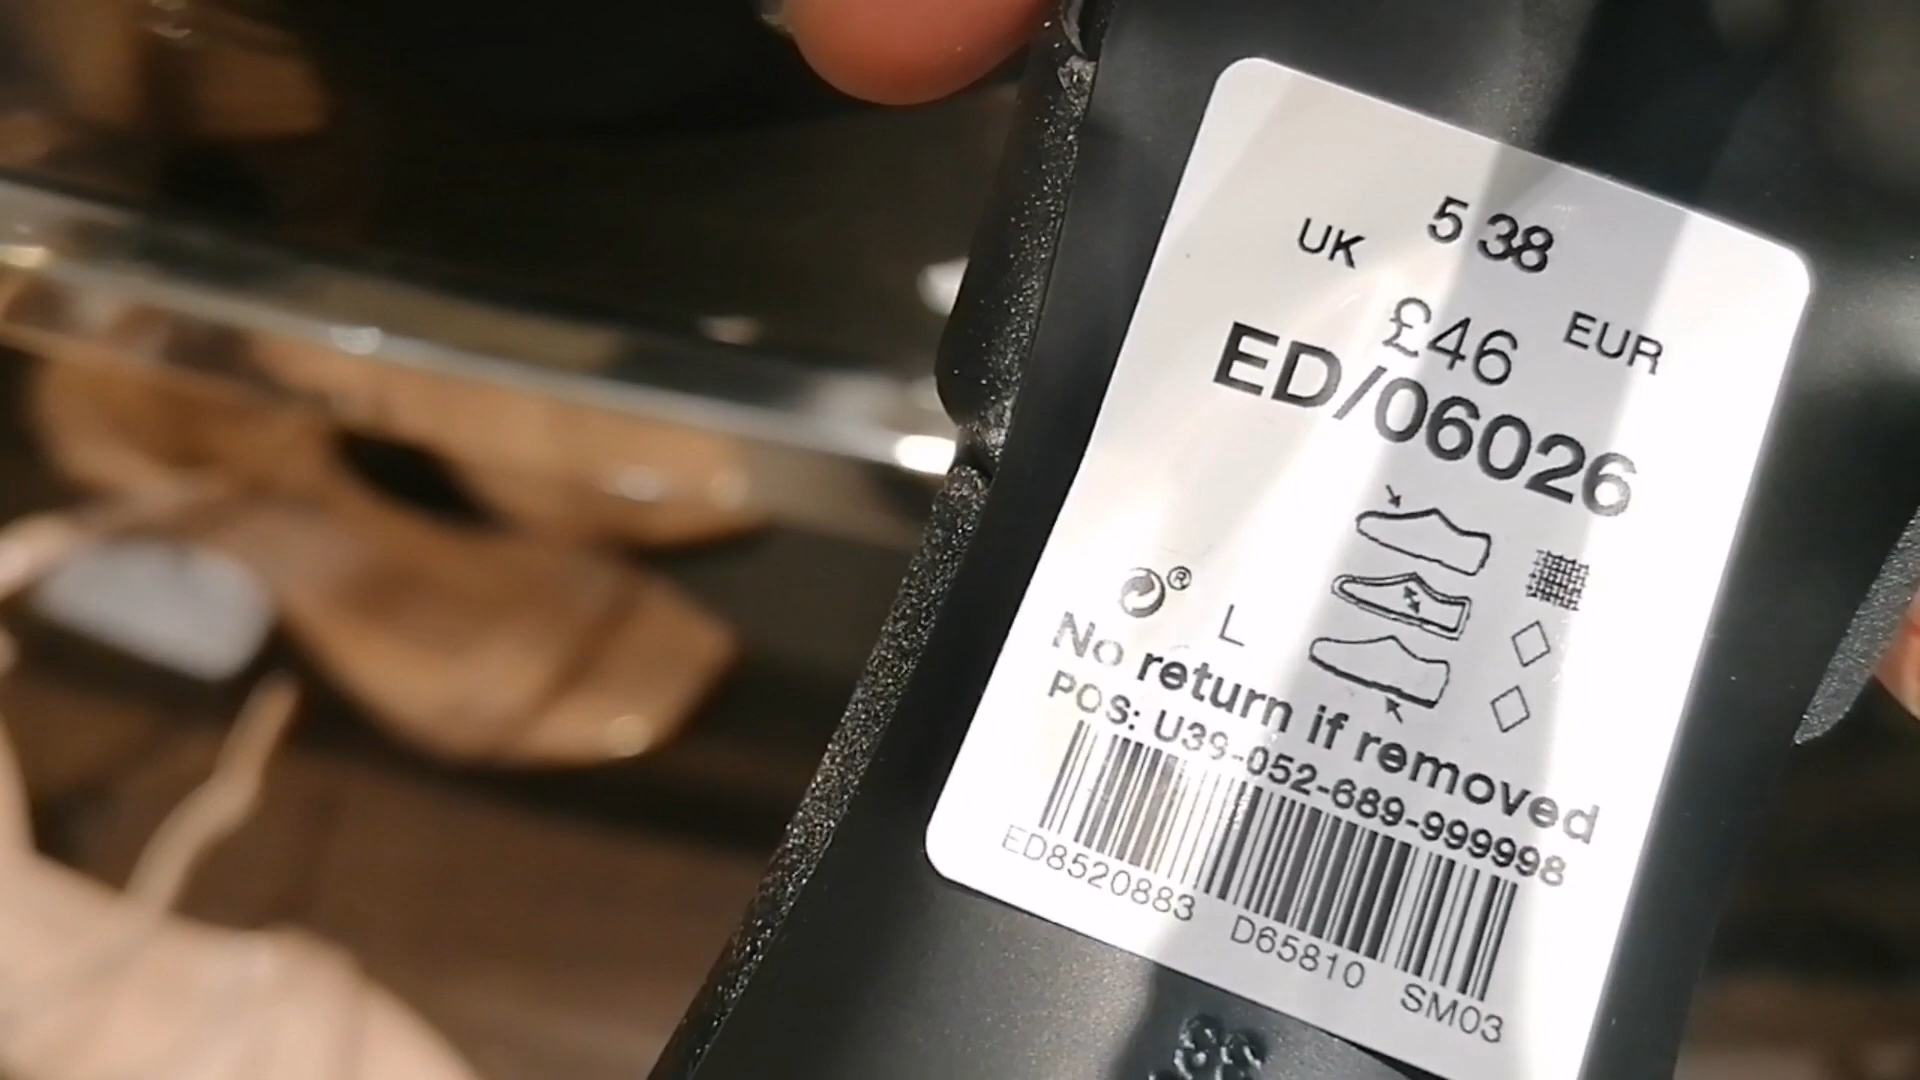 UK 5 38 EUR
£46
ED/06026
® L
No return if removed
POS: U39-052-689-999998
ED8520883 D65810 SM03
38